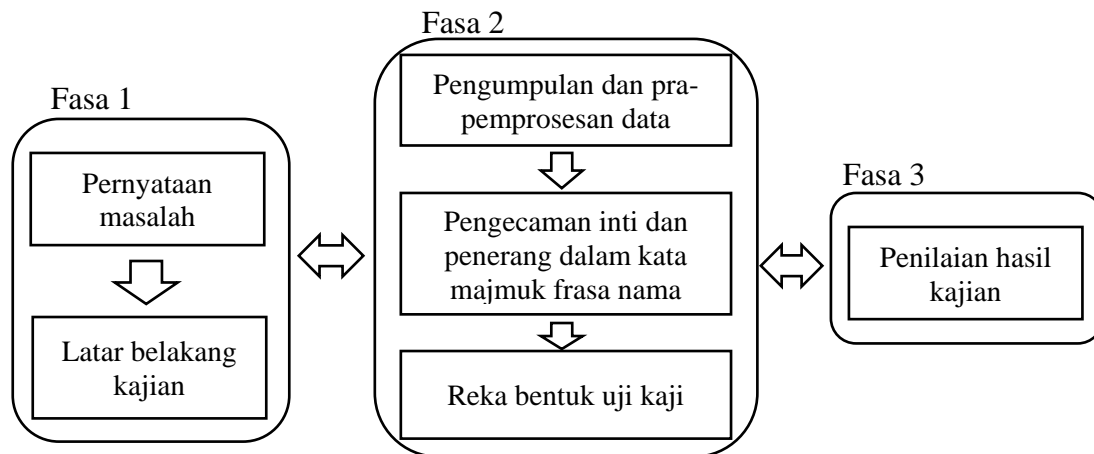 Fasa 1
Pernyataan
masalah
Latar belakang
kajian
Fasa 2
Pengumpulan dan pra-
pemprosesan data
Pengecaman inti dan
penerang dalam kata
majmuk frasa nama
Reka bentuk uji kaji
Fasa 3
Penilaian hasil
kajian